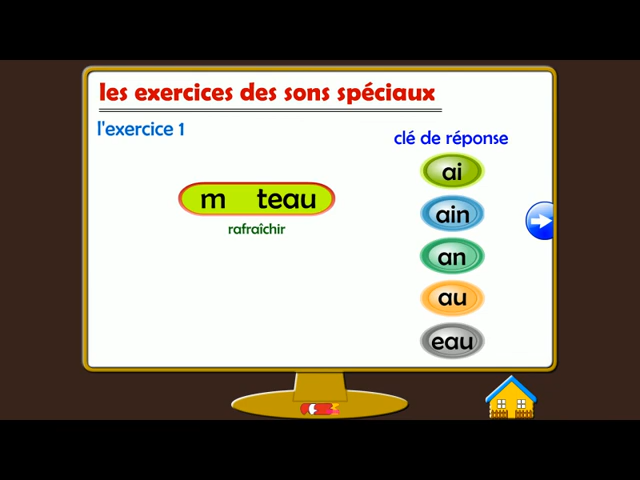 les exercices des sons spéciaux
l'exercice 1
clé de réponse
m    teau
rafraîchir
ai
ain
an
au
eau